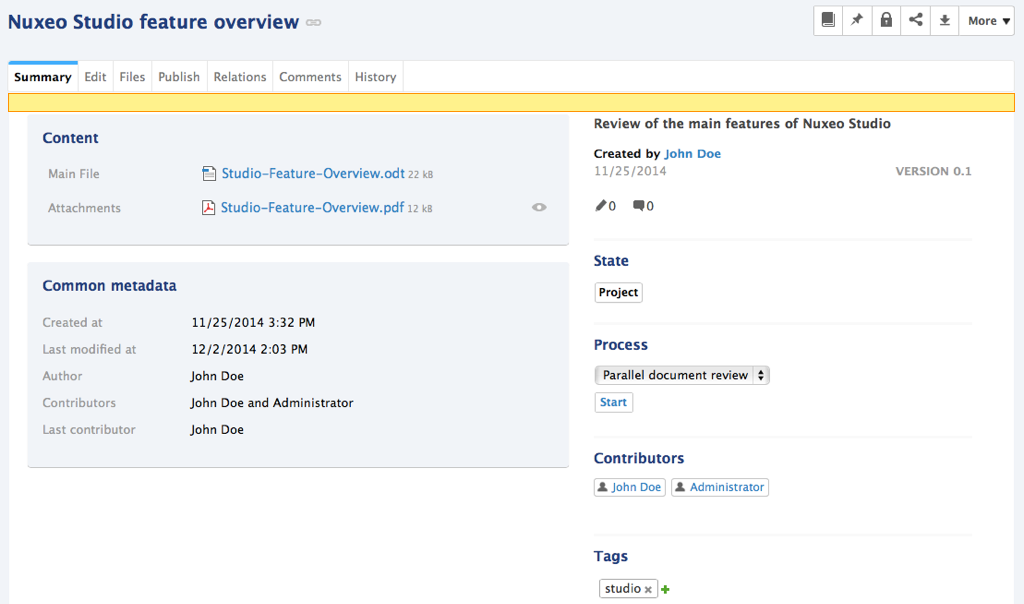 Nuxeo Studio feature overview
More ▼
Summary Edit Files Publish Relations Comments History
Content
Main File Studio-Feature-Overview.odt 22 kB
Attachments Studio-Feature-Overview.pdf 12 kB
Common metadata
Created at 11/25/2014 3:32 PM
Last modified at 12/2/2014 2:03 PM
Author John Doe
Contributors John Doe and Administrator
Last contributor John Doe
Review of the main features of Nuxeo Studio
Created by John Doe
11/25/2014 VERSION 0.1
0 0
State
Project
Process
Parallel document review
Start
Contributors
John Doe Administrator
Tags
studio x